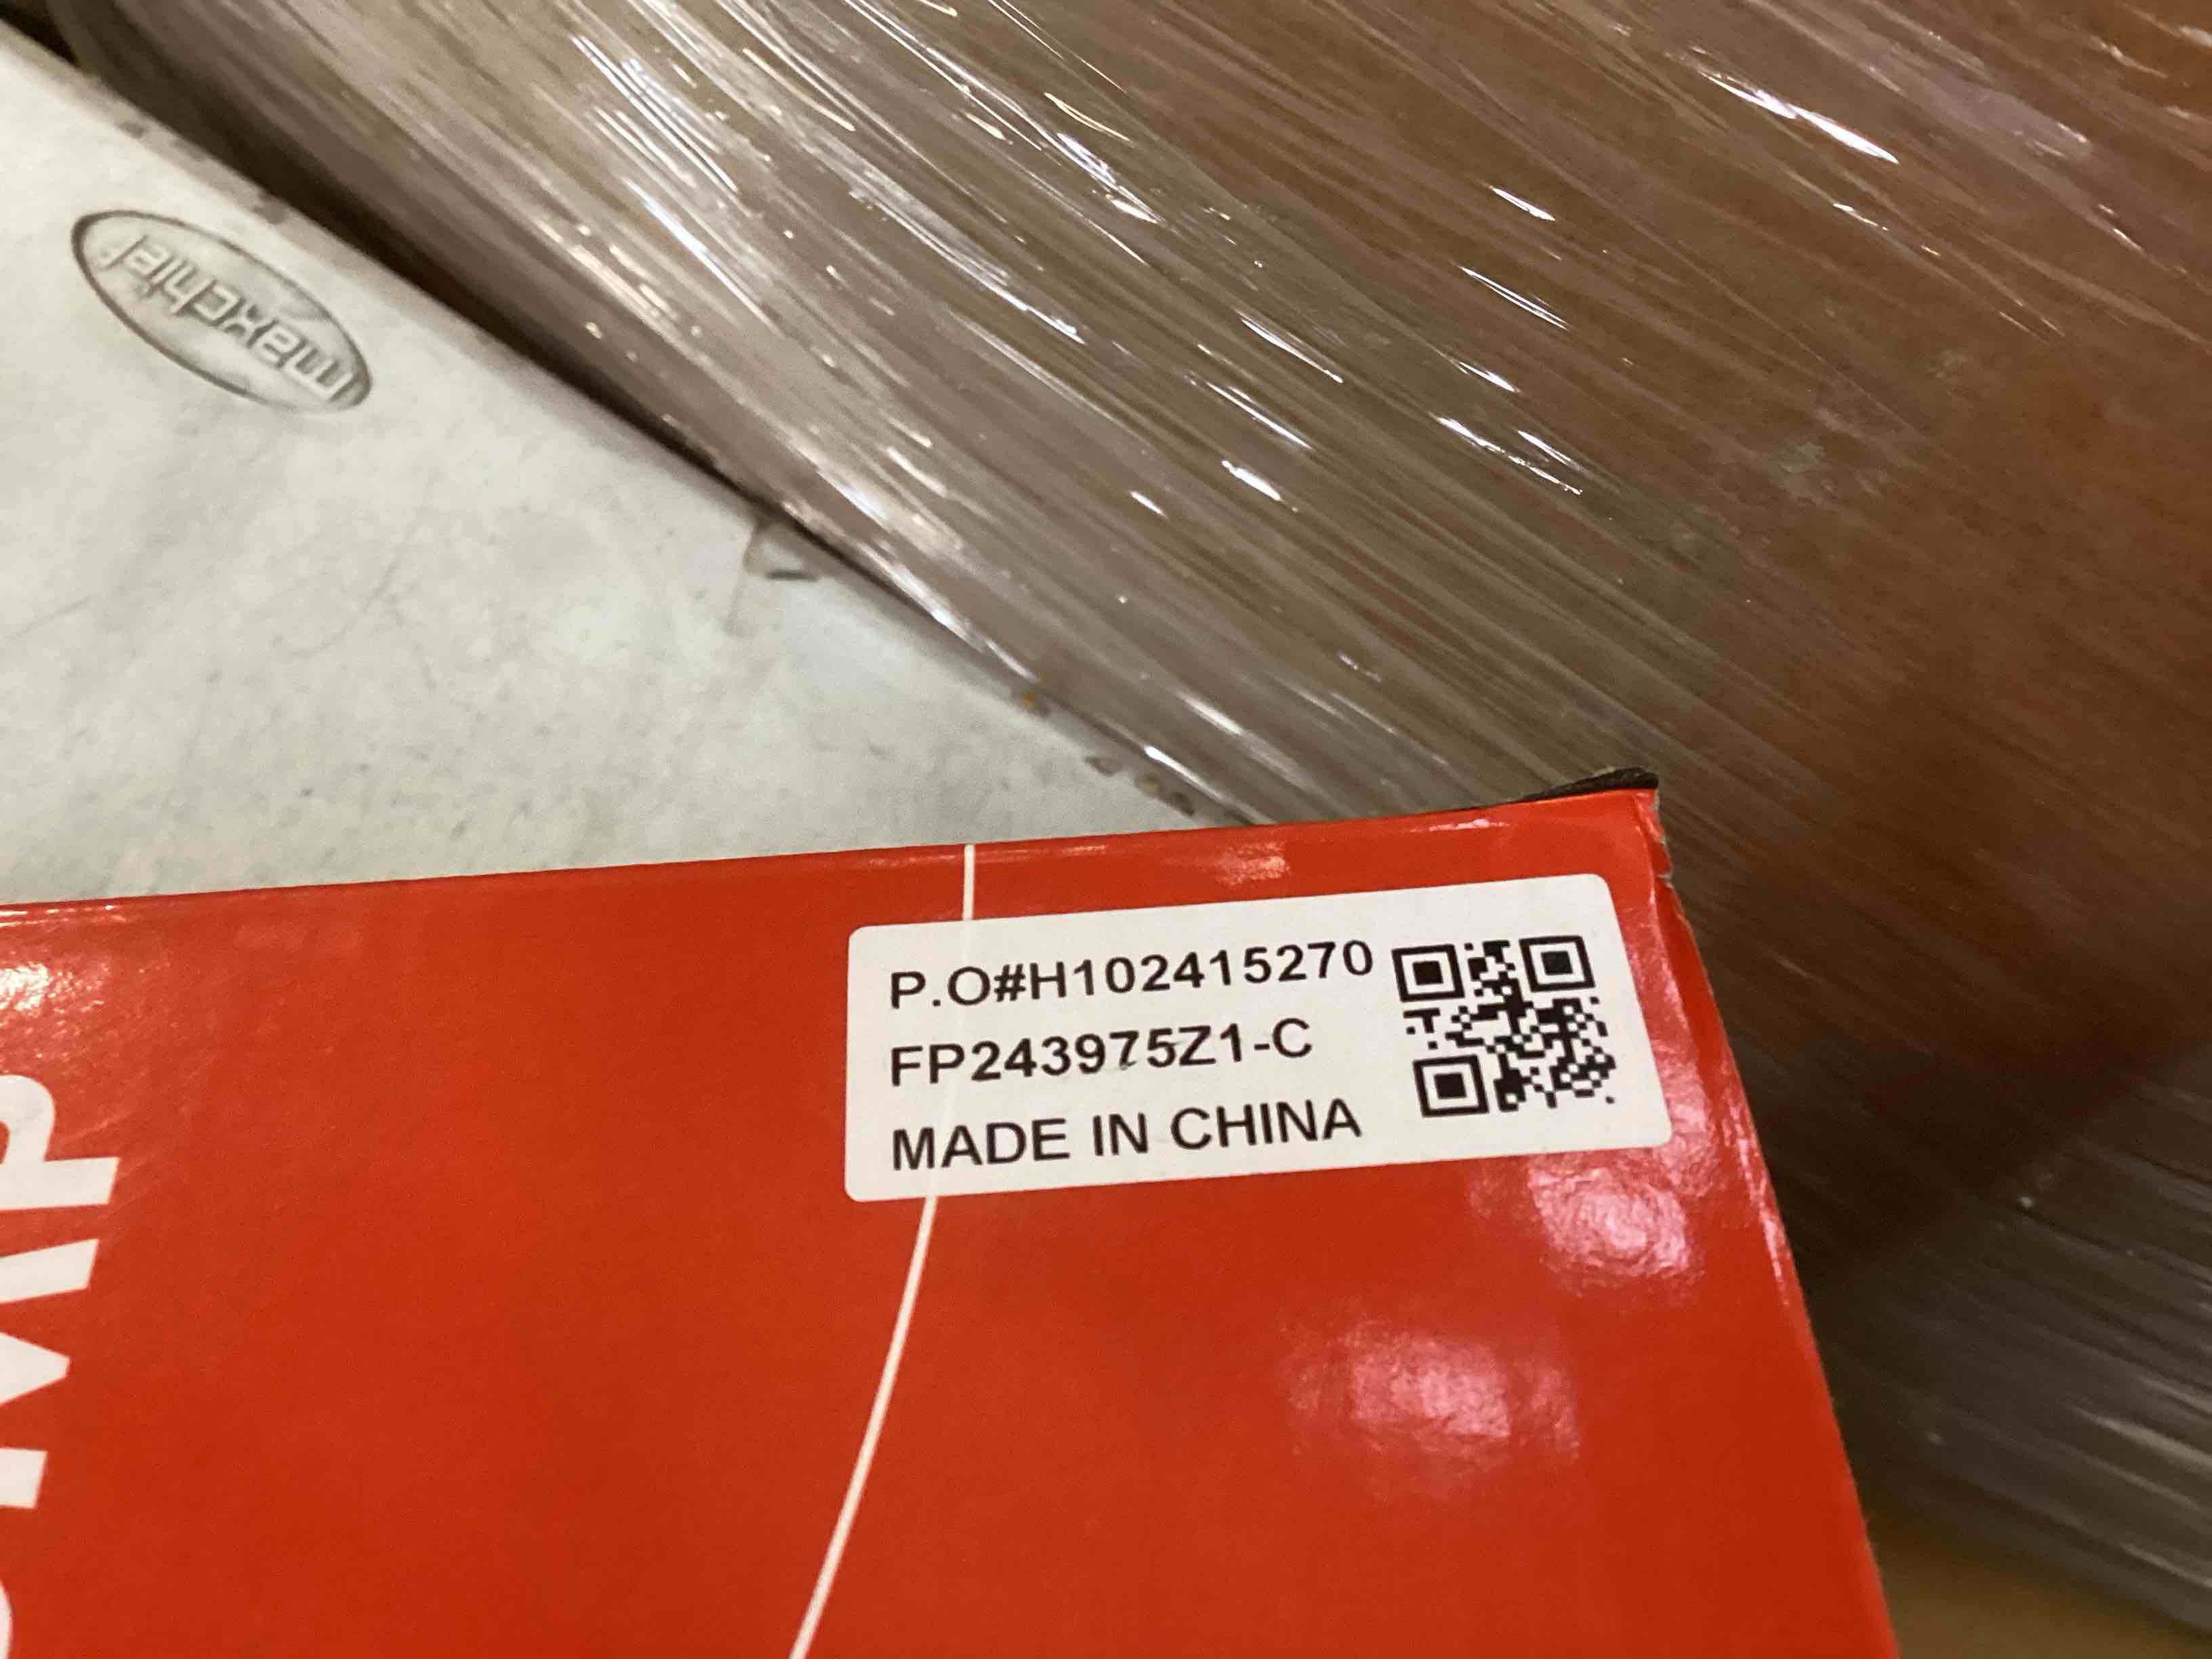 maxchief
P.O#H102415270
FP243975Z1-C
MADE IN CHINA